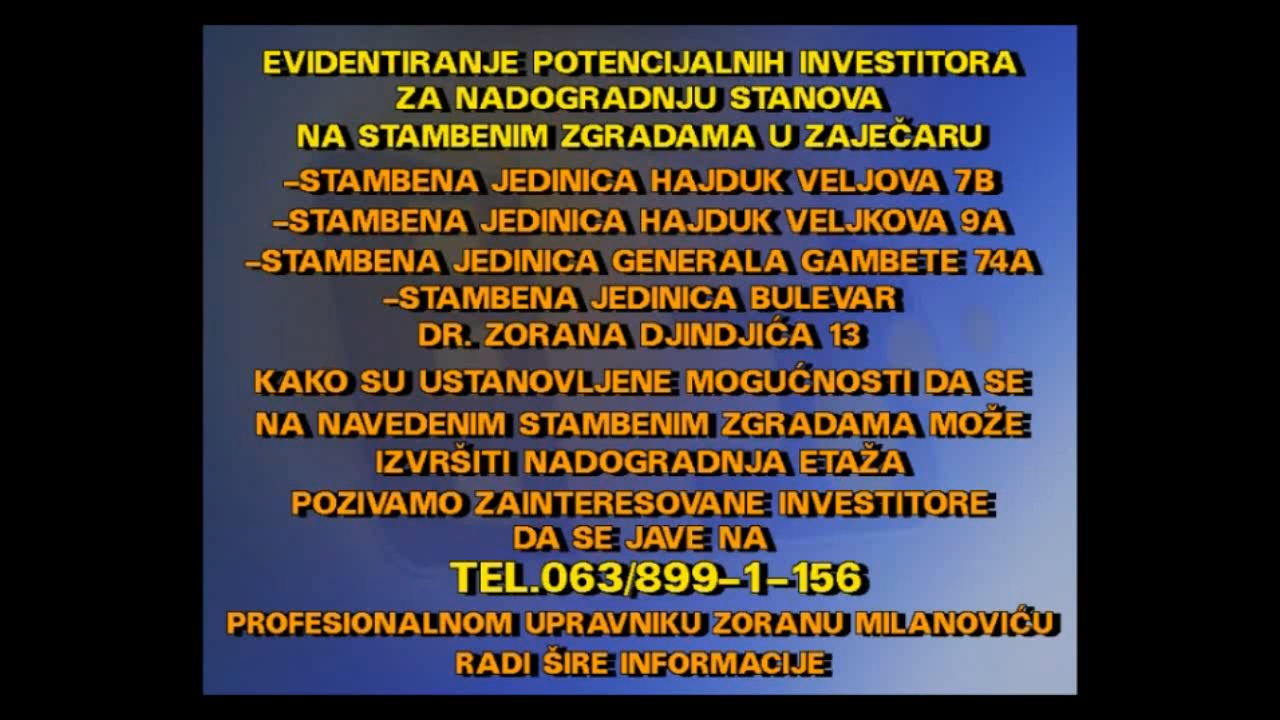 EVIDENTIRANJE POTENCIJALNIH INVESTITORA
ZA NADOGRADNJU STANOVA
NA STAMBENIM ZGRADAMA U ZAJEČARU
–STAMBENA JEDINICA HAJDUK VELJOVA 7B
–STAMBENA JEDINICA HAJDUK VELJKOVA 9A
–STAMBENA JEDINICA GENERALA GAMBETE 74A
–STAMBENA JEDINICA BULEVAR
DR. ZORANA DJINDJIĆA 13
KAKO SU USTANOVLJENE MOGUĆNOSTI DA SE
NA NAVEDENIM STAMBENIM ZGRADAMA MOŽE
IZVRŠITI NADOGRADNJA ETAŽA
POZIVAMO ZAINTERESOVANE INVESTITORE
DA SE JAVE NA
TEL.063/899–1–156
PROFESIONALNOM UPRAVNIKU ZORANU MILANOVIĆU
RADI ŠIRE INFORMACIJE